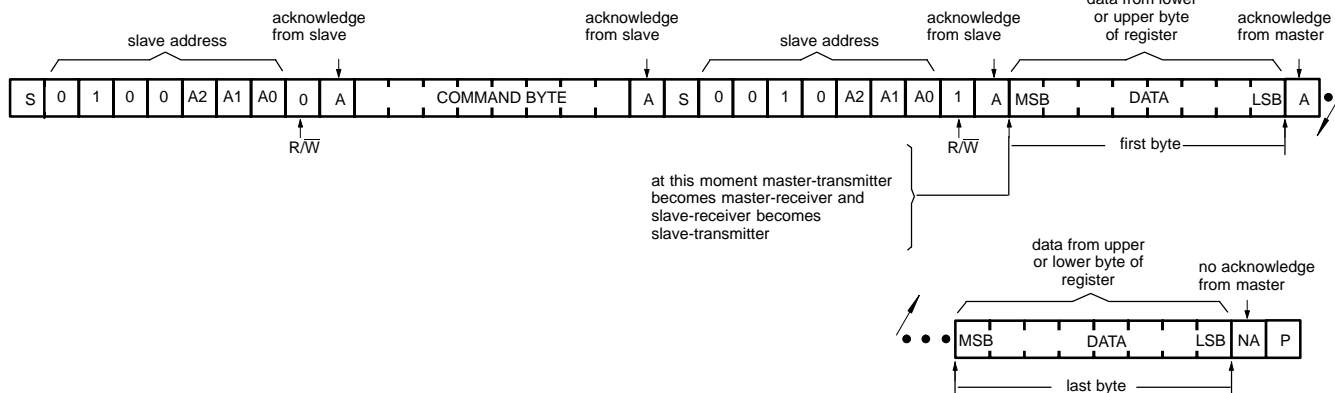 acknowledge
from slave
acknowledge
from slave
acknowledge
from slave
data from lower
or upper byte
of register
acknowledge
from master
slave address
slave address
S 0 1 0 0 A2 A1 A0 0 A COMMAND BYTE A S 0 0 1 0 A2 A1 A0 1 A MSB DATA LSB A
R/W̅
R/W̅
first byte
at this moment master-transmitter
becomes master-receiver and
slave-receiver becomes
slave-transmitter
data from upper
or lower byte of
register
no acknowledge
from master
MSB DATA LSB NA P
last byte